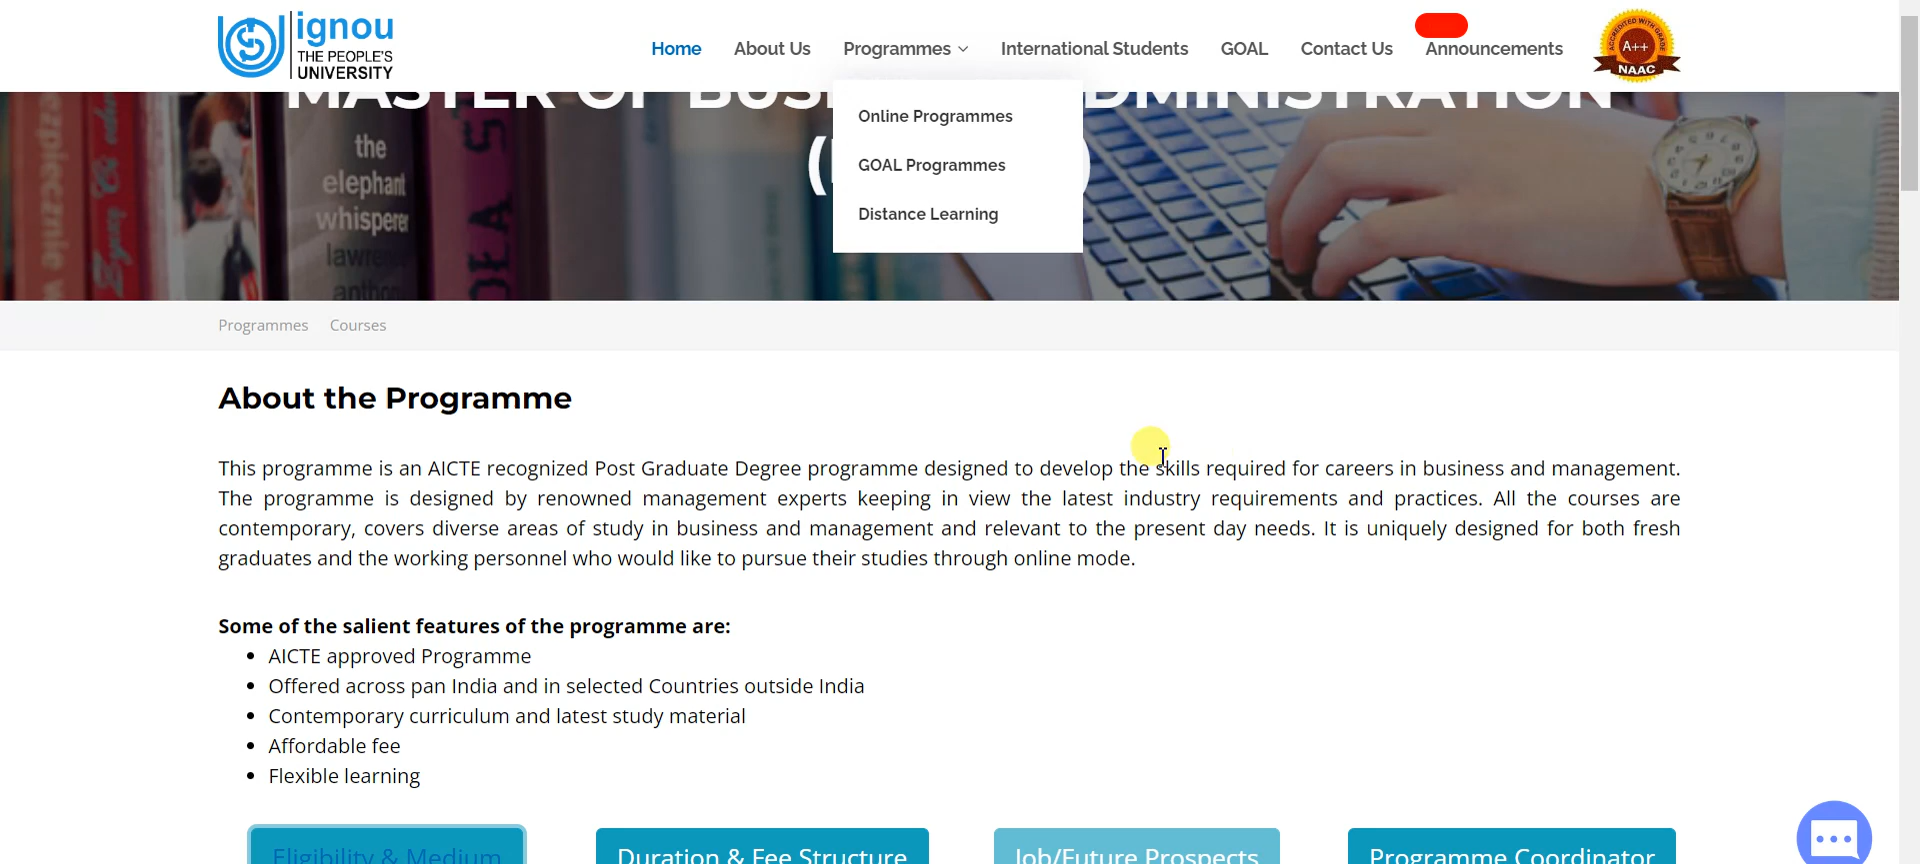 ignou
THE PEOPLE'S
UNIVERSITY
Home
About Us
Programmes
International Students
GOAL
Contact Us
Announcements
ACCREDITED WITH GRADE
A++
NAAC
MASTER OF ADMINISTRATION
Online Programmes
GOAL Programmes
Distance Learning
the
elephant
whisperer
Programmes
Courses
About the Programme
This programme is an AICTE recognized Post Graduate Degree programme designed to develop the skills required for careers in business and management.
The programme is designed by renowned management experts keeping in view the latest industry requirements and practices. All the courses are
contemporary, covers diverse areas of study in business and management and relevant to the present day needs. It is uniquely designed for both fresh
graduates and the working personnel who would like to pursue their studies through online mode.
Some of the salient features of the programme are:
• AICTE approved Programme
• Offered across pan India and in selected Countries outside India
• Contemporary curriculum and latest study material
• Affordable fee
• Flexible learning
Eligibility & Medium
Duration & Fee Structure
Job/Future Prospects
Programme Coordinator